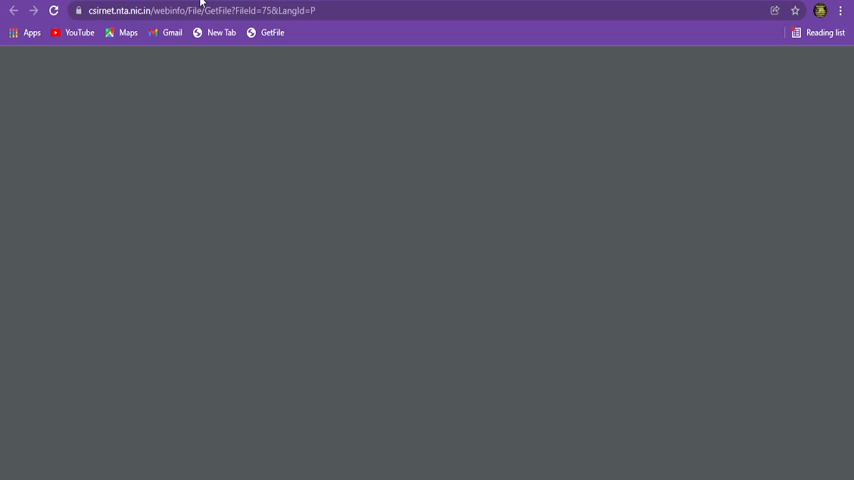 csirnet.nta.nic.in/webinfo/File/GetFile?FileId=75&LangId=P
Apps YouTube Maps Gmail New Tab GetFile Reading list